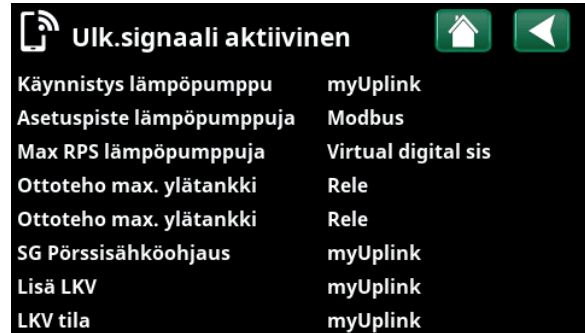 Ulk.signaali aktiivinen
Käynnistys lämpöpumppu myUplink
Asetuspiste lämpöpumppuja Modbus
Max RPS lämpöpumppuja Virtual digital sis
Ottoteho max. ylätankki Rele
Ottoteho max. ylätankki Rele
SG Pörssisähköohjaus myUplink
Lisä LKV myUplink
LKV tila myUplink